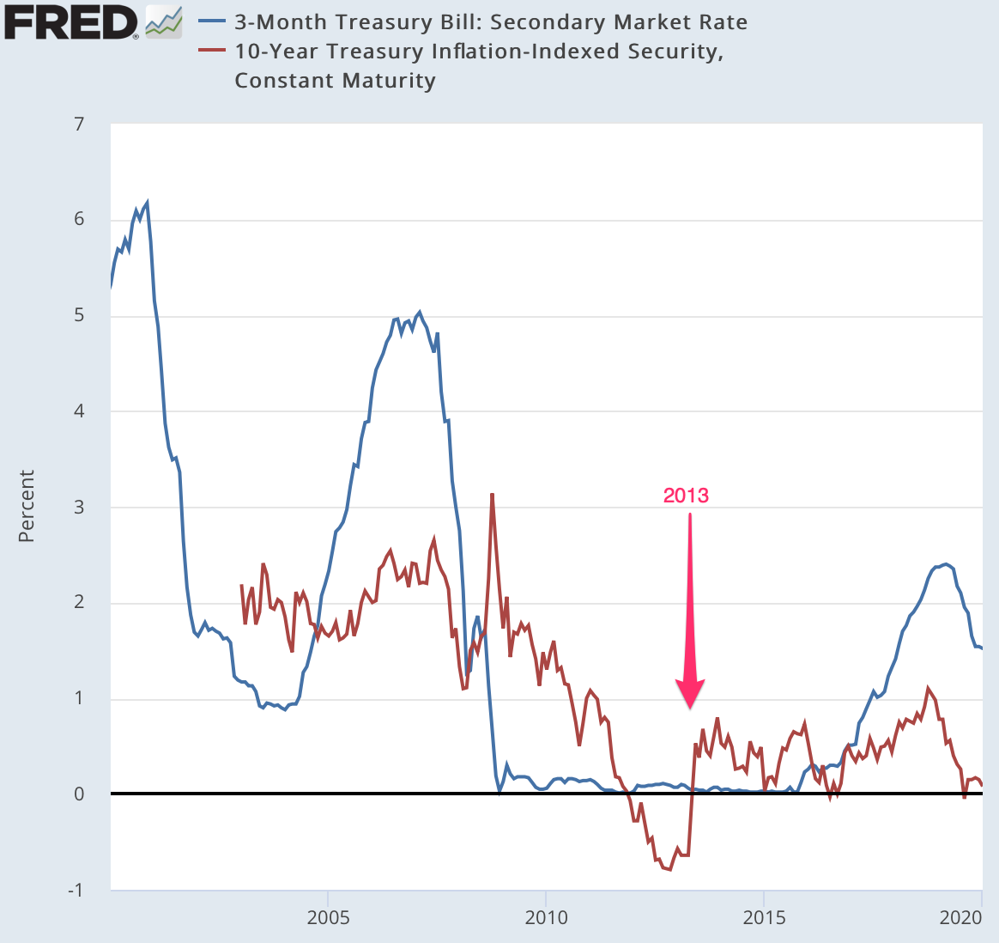 FRED®
3-Month Treasury Bill: Secondary Market Rate
10-Year Treasury Inflation-Indexed Security,
Constant Maturity
7
6
5
4
3
2
1
0
-1
Percent
2013
2005
2010
2015
2020